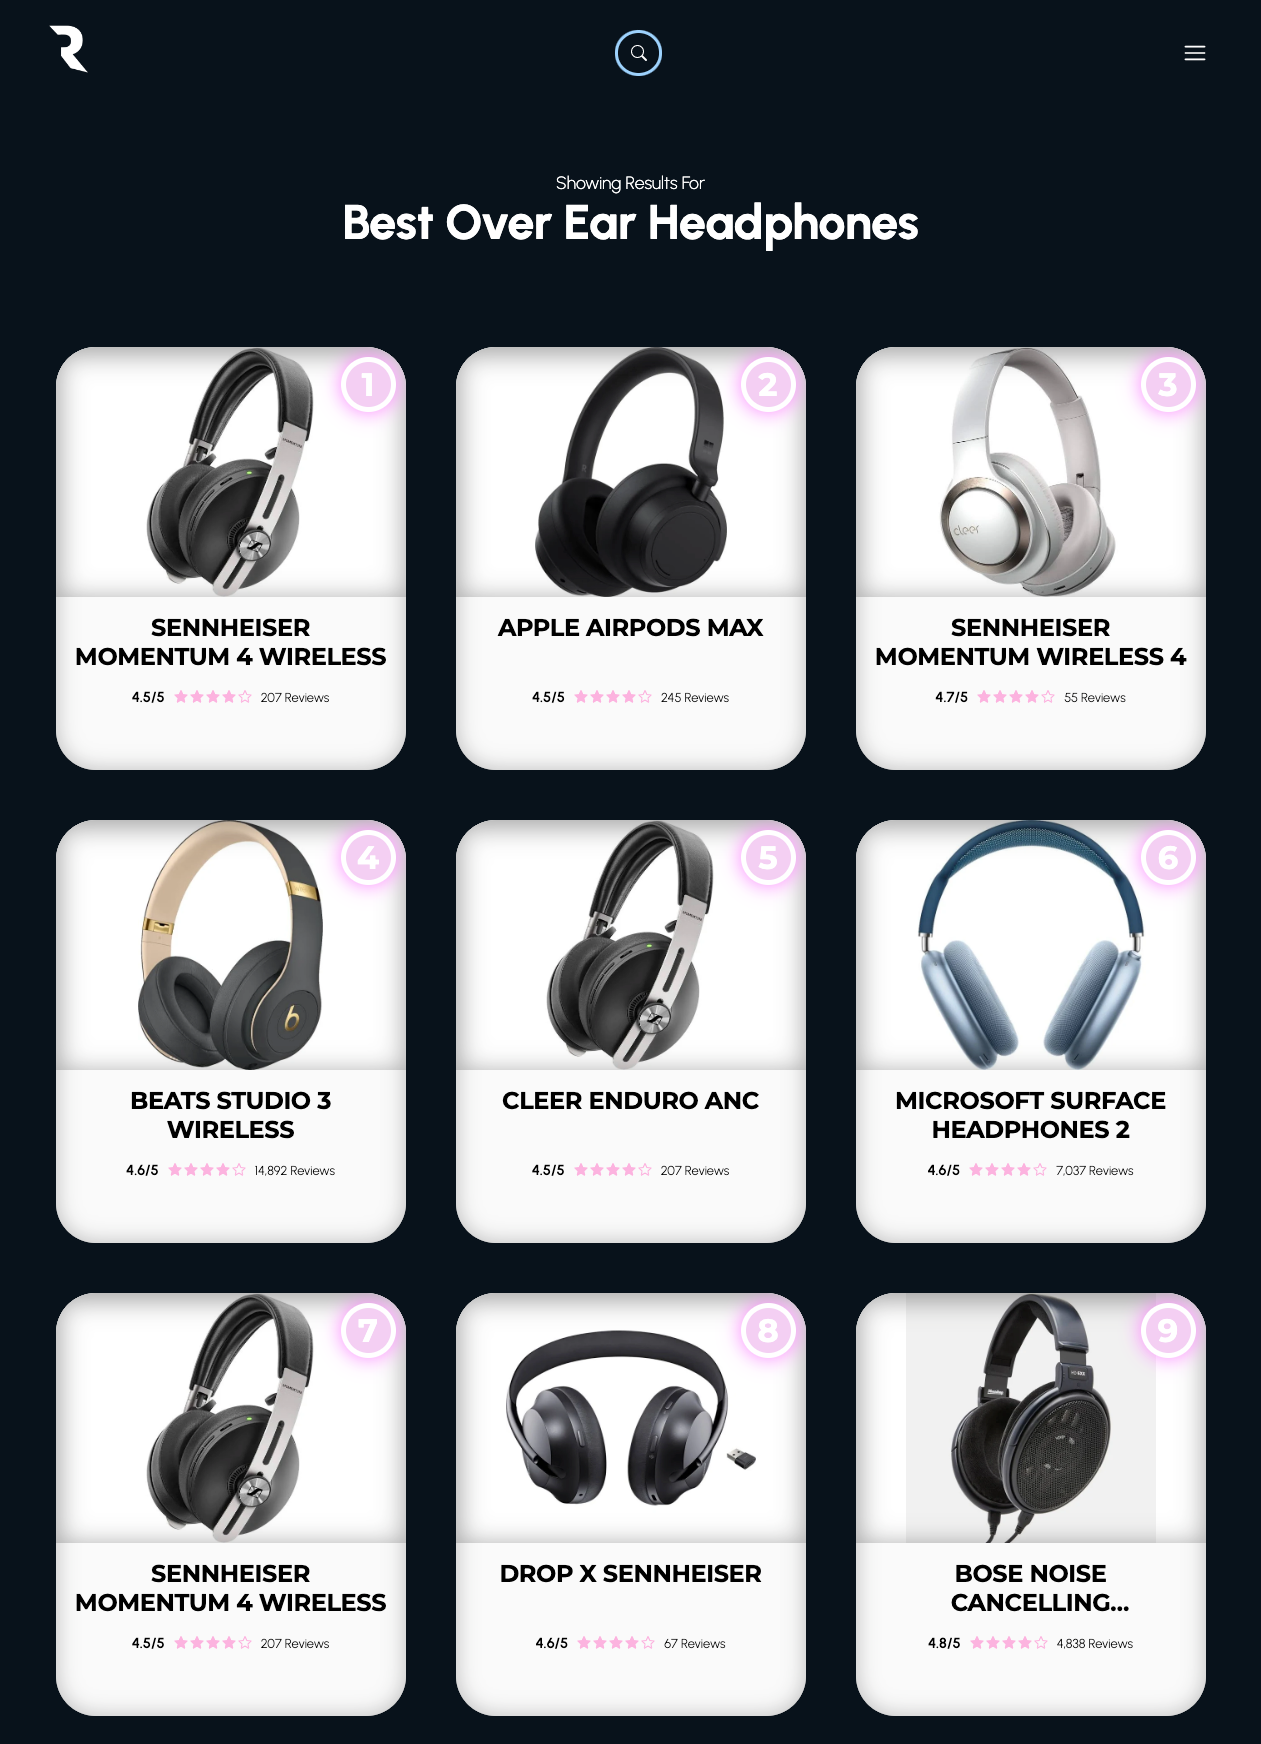 Showing Results For
Best Over Ear Headphones
1
SENNHEISER
MOMENTUM 4 WIRELESS
4.5/5 207 Reviews
2
APPLE AIRPODS MAX
4.5/5 245 Reviews
3
cleer
SENNHEISER
MOMENTUM WIRELESS 4
4.7/5 55 Reviews
4
BEATS STUDIO 3
WIRELESS
4.6/5 14,892 Reviews
5
CLEER ENDURO ANC
4.5/5 207 Reviews
6
MICROSOFT SURFACE
HEADPHONES 2
4.6/5 7,037 Reviews
7
SENNHEISER
MOMENTUM 4 WIRELESS
4.5/5 207 Reviews
8
DROP X SENNHEISER
4.6/5 67 Reviews
9
BOSE NOISE
CANCELLING...
4.8/5 4,838 Reviews